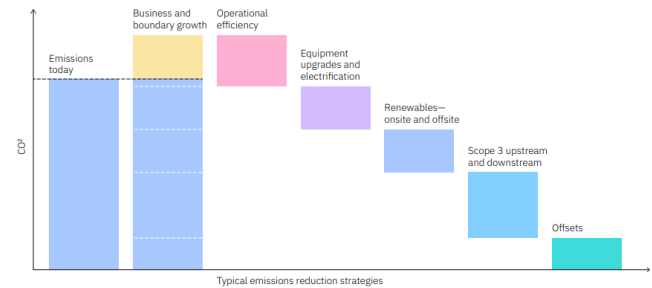 Business and
boundary growth
Operational
efficiency
Emissions
today
Equipment
upgrades and
electrification
Renewables—
onsite and offsite
Scope 3 upstream
and downstream
Offsets
CO²
Typical emissions reduction strategies